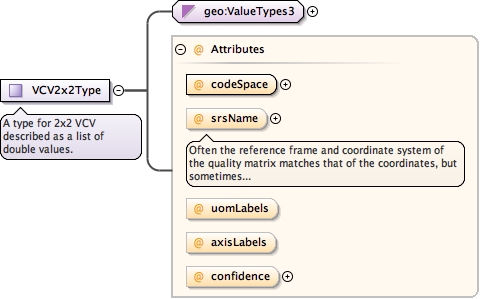 geo:ValueTypes3
@ Attributes
VCV2x2Type
A type for 2x2 VCV
described as a list of
double values.
@ codeSpace
@ srsName
Often the reference frame and coordinate system of
the quality matrix matches that of the coordinates, but
sometimes...
@ uomLabels
@ axisLabels
@ confidence